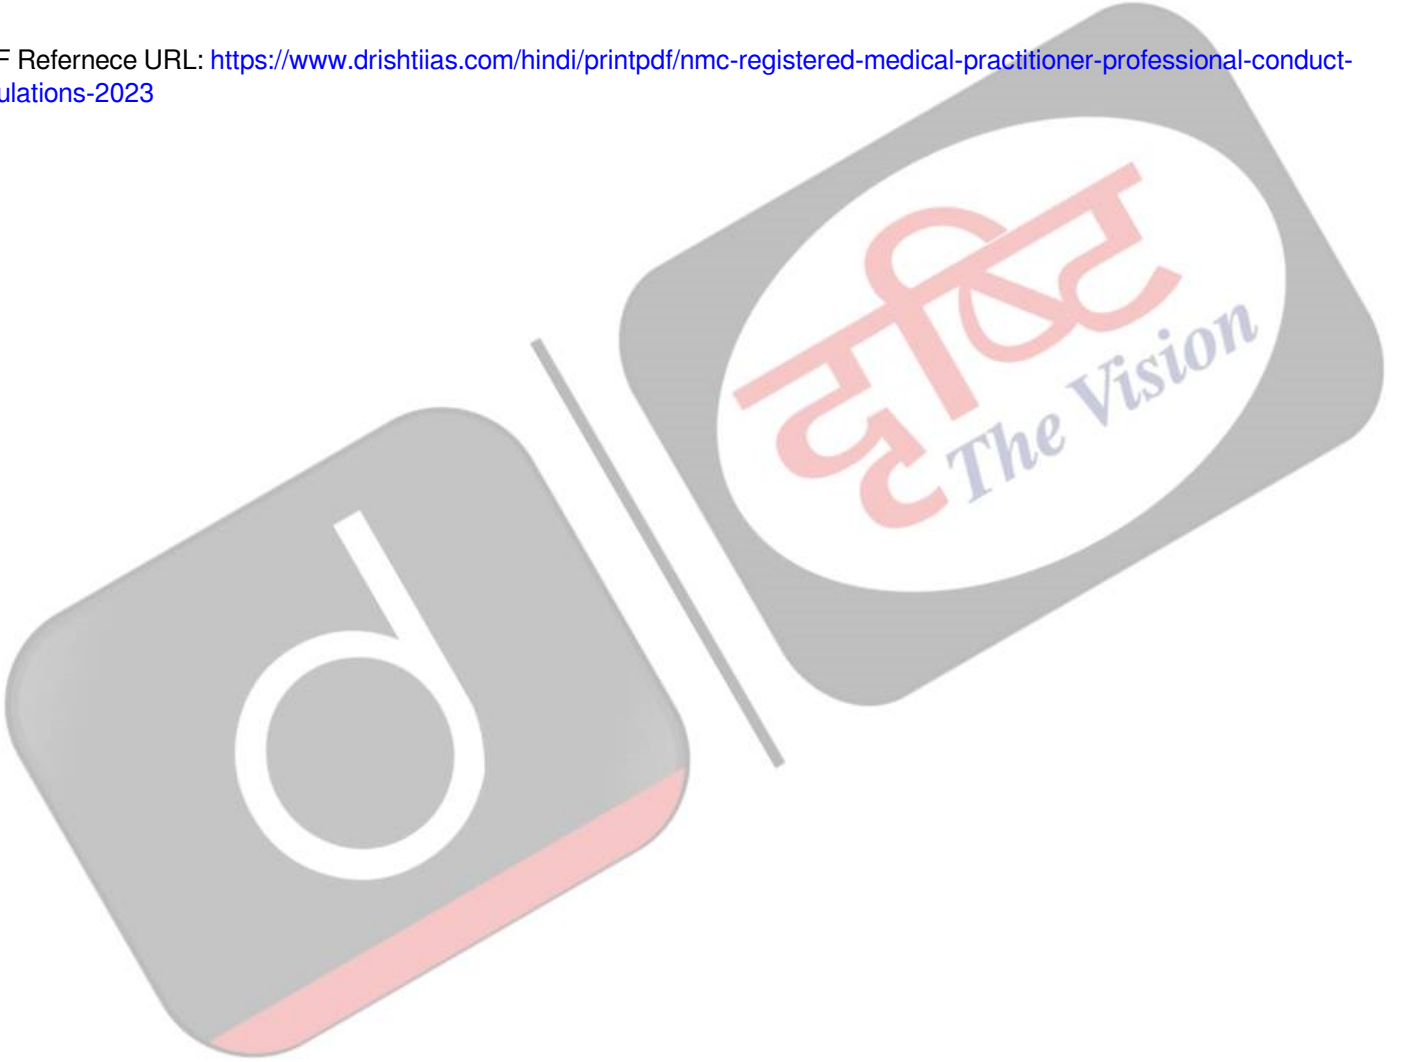 F Refernece URL: https://www.drishtiias.com/hindi/printpdf/nmc-registered-medical-practitioner-professional-conduct-
ulations-2023
दृष्टि
The Vision
d